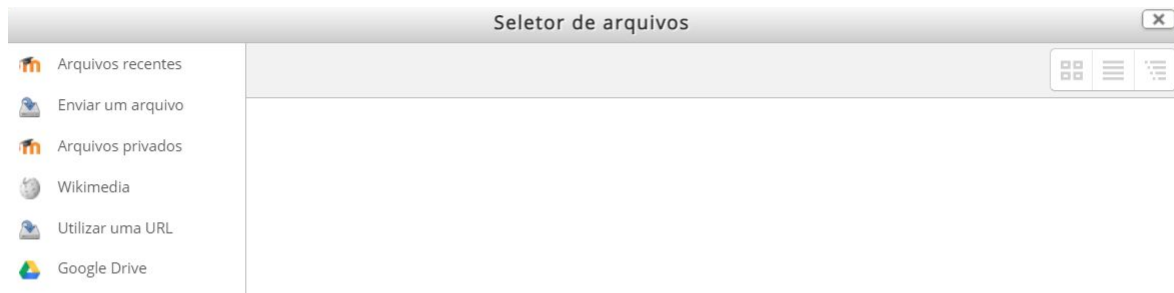 Seletor de arquivos
Arquivos recentes
Enviar um arquivo
Arquivos privados
Wikimedia
Utilizar uma URL
Google Drive